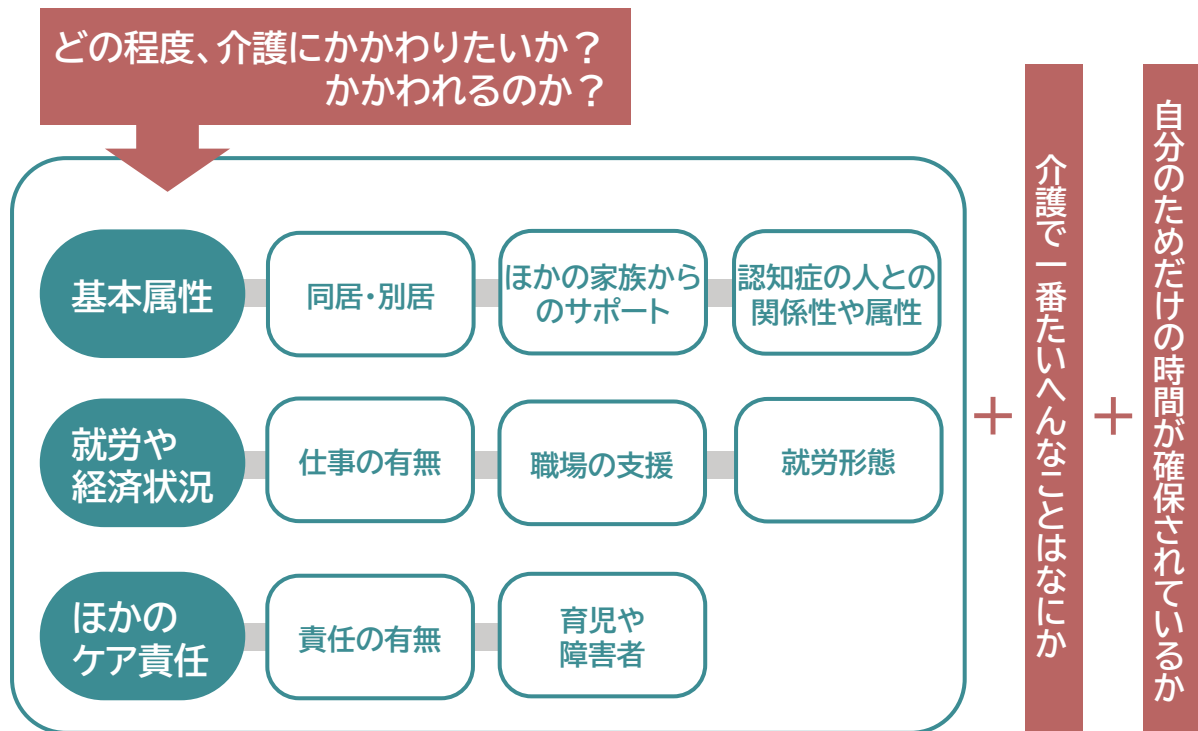 どの程度、介護にかかわりたいか？
かかわれるのか？
基本属性
同居・別居
ほかの家族から
のサポート
認知症の人との
関係性や属性
就労や
経済状況
仕事の有無
職場の支援
就労形態
ほかの
ケア責任
責任の有無
育児や
障害者
＋
介護で一番たいへんなことはなにか
＋
自分のためだけの時間が確保されているか